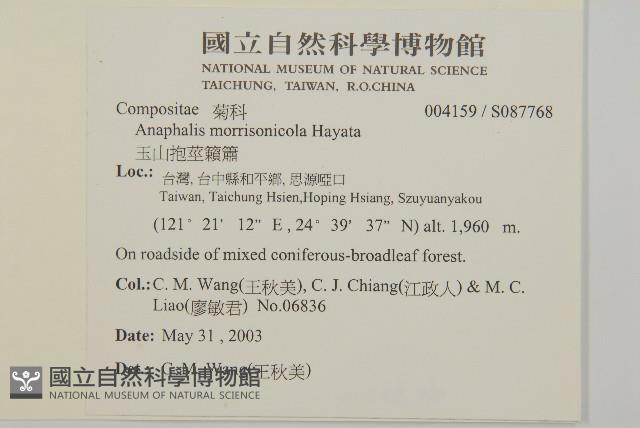 國立自然科學博物館
NATIONAL MUSEUM OF NATURAL SCIENCE
TAICHUNG, TAIWAN, R.O.CHINA
Compositae 菊科 004159 / S087768
Anaphalis morrisonicola Hayata
玉山抱莖籟簫
Loc.: 台灣, 台中縣和平鄉, 思源啞口
Taiwan, Taichung Hsien,Hoping Hsiang, Szuyuanyakou
(121° 21' 12" E , 24° 39' 37" N) alt. 1,960 m.
On roadside of mixed coniferous-broadleaf forest.
Col.: C. M. Wang(王秋美), C. J. Chiang(江政人) & M. C.
Liao(廖敏君) No.06836
Date: May 31 , 2003
Det.: C. M. Wang(王秋美)
國立自然科學博物館
NATIONAL MUSEUM OF NATURAL SCIENCE